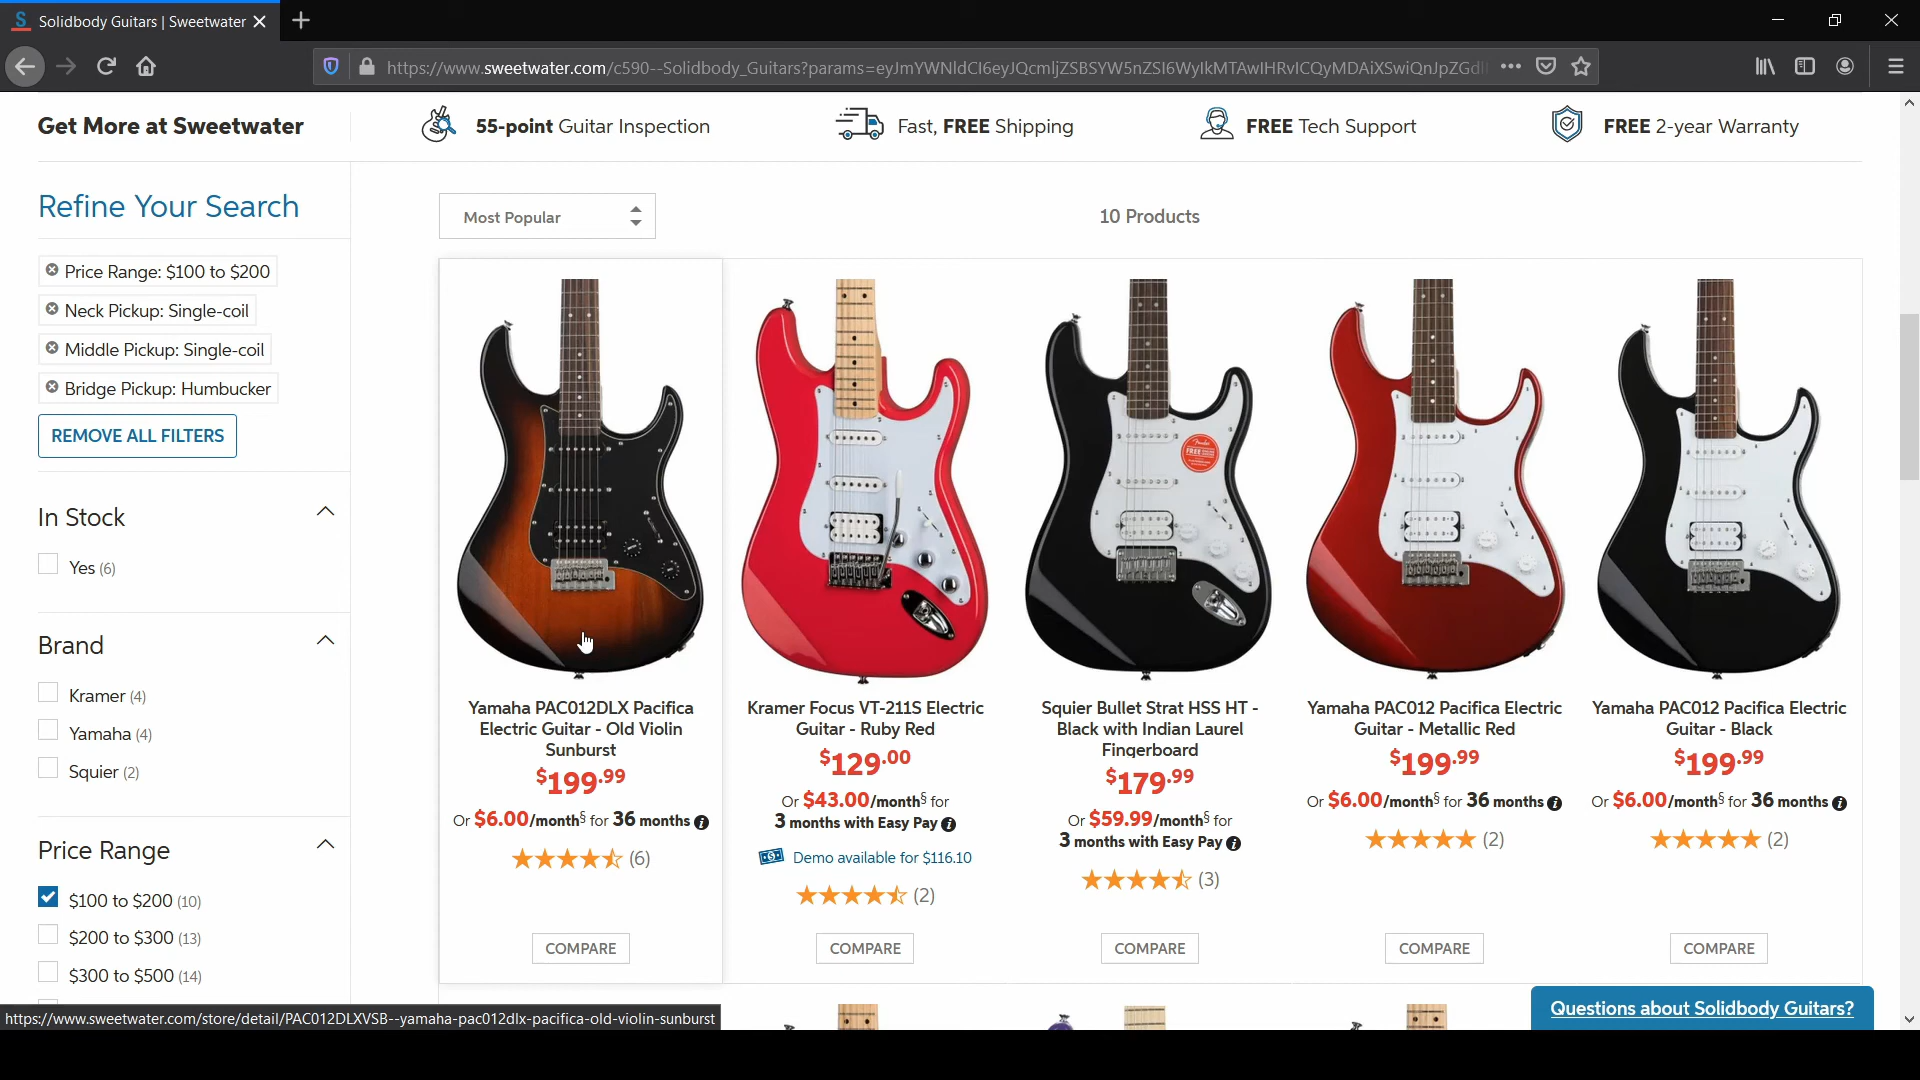 Solidbody Guitars | Sweetwater
https://www.sweetwater.com/c590--Solidbody_Guitars?params=
Get More at Sweetwater
55-point Guitar Inspection
Fast, FREE Shipping
FREE Tech Support
FREE 2-year Warranty
Refine Your Search
Most Popular
10 Products
Price Range: $100 to $200
Neck Pickup: Single-coil
Middle Pickup: Single-coil
Bridge Pickup: Humbucker
REMOVE ALL FILTERS
In Stock
Yes (6)
Brand
Kramer (4)
Yamaha (4)
Squier (2)
Price Range
$100 to $200 (10)
$200 to $300 (13)
$300 to $500 (14)
Yamaha PAC012DLX Pacifica
Electric Guitar - Old Violin
Sunburst
$199.99
Or $6.00/month§ for 36 months
(6)
COMPARE
Kramer Focus VT-211S Electric
Guitar - Ruby Red
$129.00
Or $43.00/month§ for
3 months with Easy Pay
Demo available for $116.10
(2)
COMPARE
Squier Bullet Strat HSS HT -
Black with Indian Laurel
Fingerboard
$179.99
Or $59.99/month§ for
3 months with Easy Pay
(3)
COMPARE
Yamaha PAC012 Pacifica Electric
Guitar - Metallic Red
$199.99
Or $6.00/month§ for 36 months
(2)
COMPARE
Yamaha PAC012 Pacifica Electric
Guitar - Black
$199.99
Or $6.00/month§ for 36 months
(2)
COMPARE
Questions about Solidbody Guitars?
https://www.sweetwater.com/store/detail/PAC012DLXVSB--yamaha-pac012dlx-pacifica-old-violin-sunburst